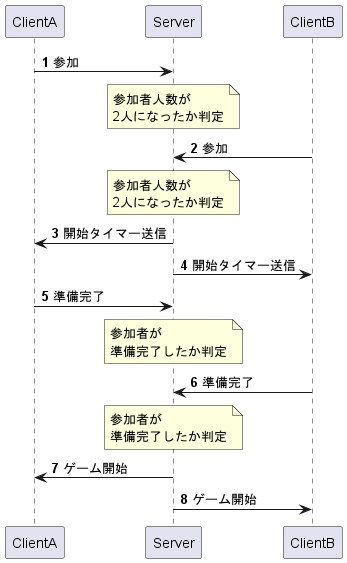 ClientA
Server
ClientB
1 参加
参加者人数が
2人になったか判定
2 参加
参加者人数が
2人になったか判定
3 開始タイマー送信
4 開始タイマー送信
5 準備完了
参加者が
準備完了したか判定
6 準備完了
参加者が
準備完了したか判定
7 ゲーム開始
8 ゲーム開始
ClientA
Server
ClientB